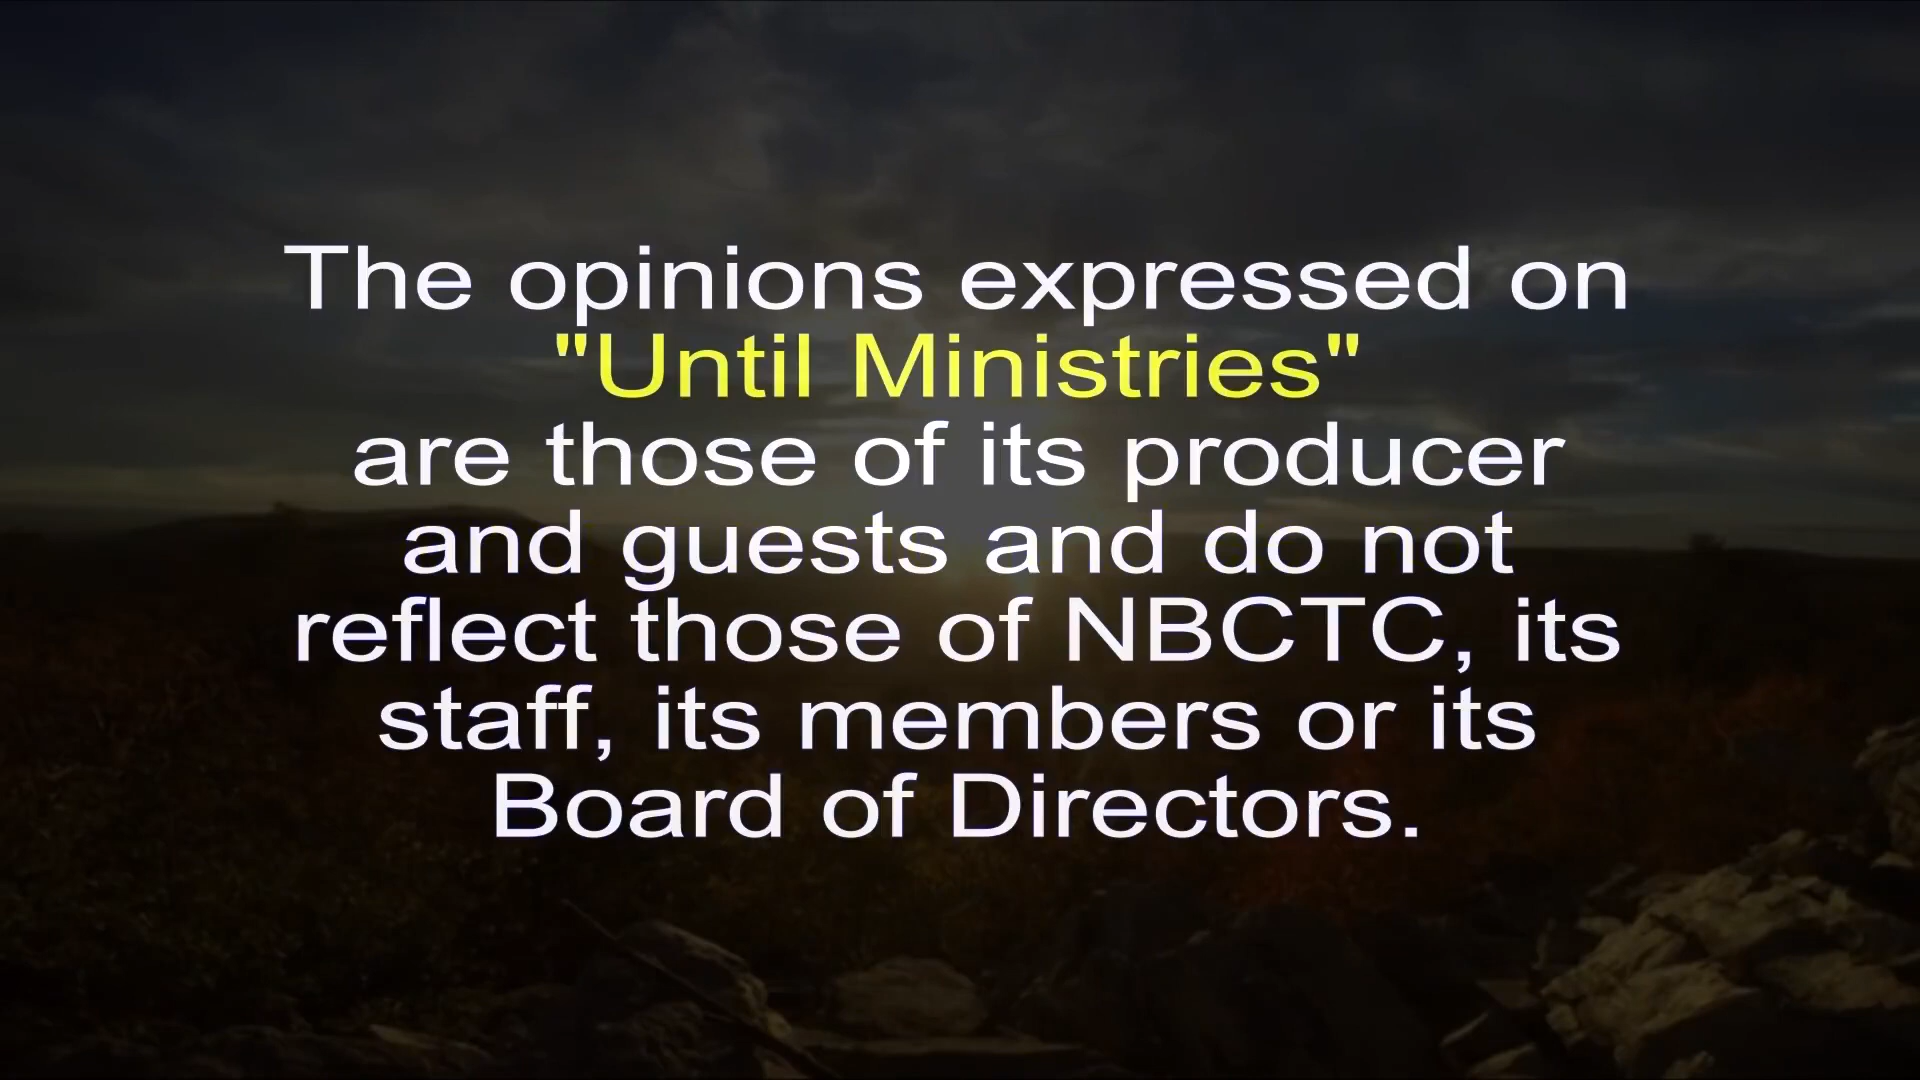 The opinions expressed on
"Until Ministries"
are those of its producer
and guests and do not
reflect those of NBCTC, its
staff, its members or its
Board of Directors.